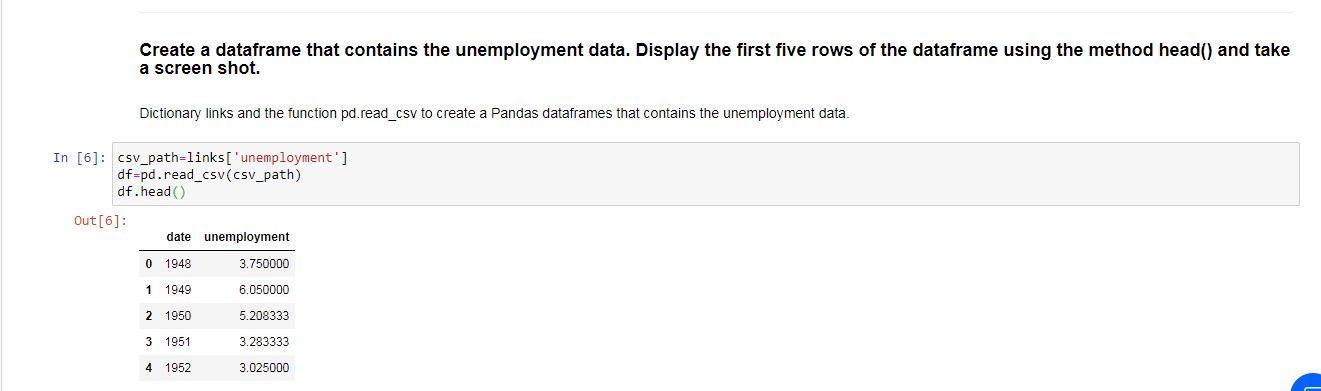 Create a dataframe that contains the unemployment data. Display the first five rows of the dataframe using the method head() and take
a screen shot.
Dictionary links and the function pd.read_csv to create a Pandas dataframes that contains the unemployment data.
In [6]: csv_path=links['unemployment']
df=pd.read_csv(csv_path)
df.head()
Out[6]:
date unemployment
0 1948 3.750000
1 1949 6.050000
2 1950 5.208333
3 1951 3.283333
4 1952 3.025000